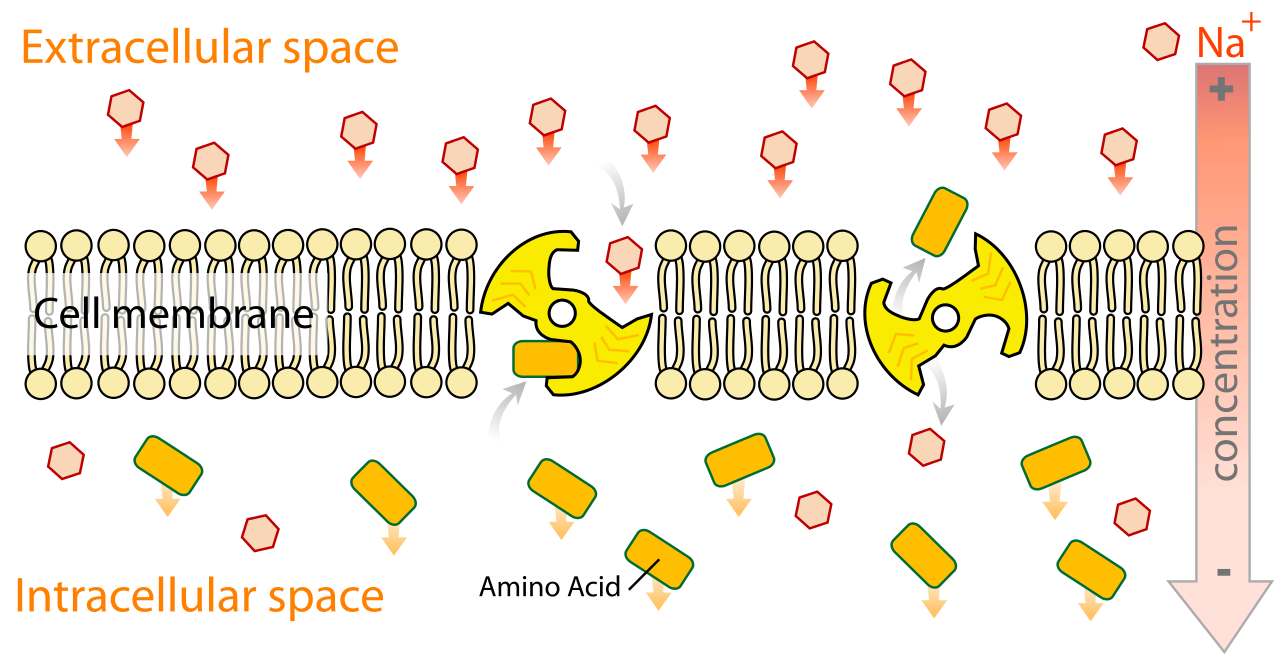 Extracellular space
Na+
+
Cell membrane
concentration
-
Amino Acid
Intracellular space